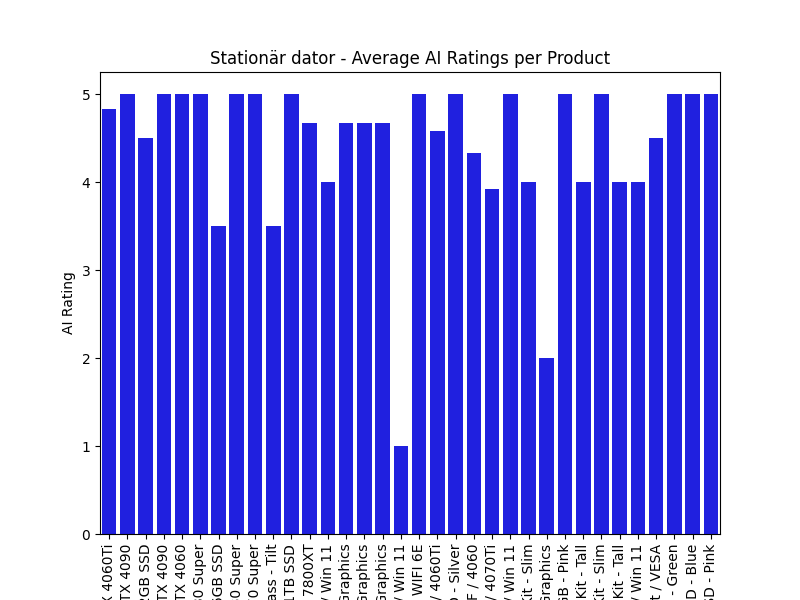 Stationär dator - Average AI Ratings per Product
AI Rating
5
4
3
2
1
0
4060Ti
TX 4090
GB SSD
TX 4090
TX 4060
0 Super
GB SSD
0 Super
0 Super
ass - Tilt
1TB SSD
7800XT
/ Win 11
Graphics
Graphics
Graphics
/ Win 11
WIFI 6E
/ 4060Ti
- Silver
F / 4060
/ 4070Ti
/ Win 11
Kit - Slim
Graphics
B - Pink
Kit - Tall
Kit - Slim
Kit - Tall
/ Win 11
t / VESA
- Green
D - Blue
D - Pink